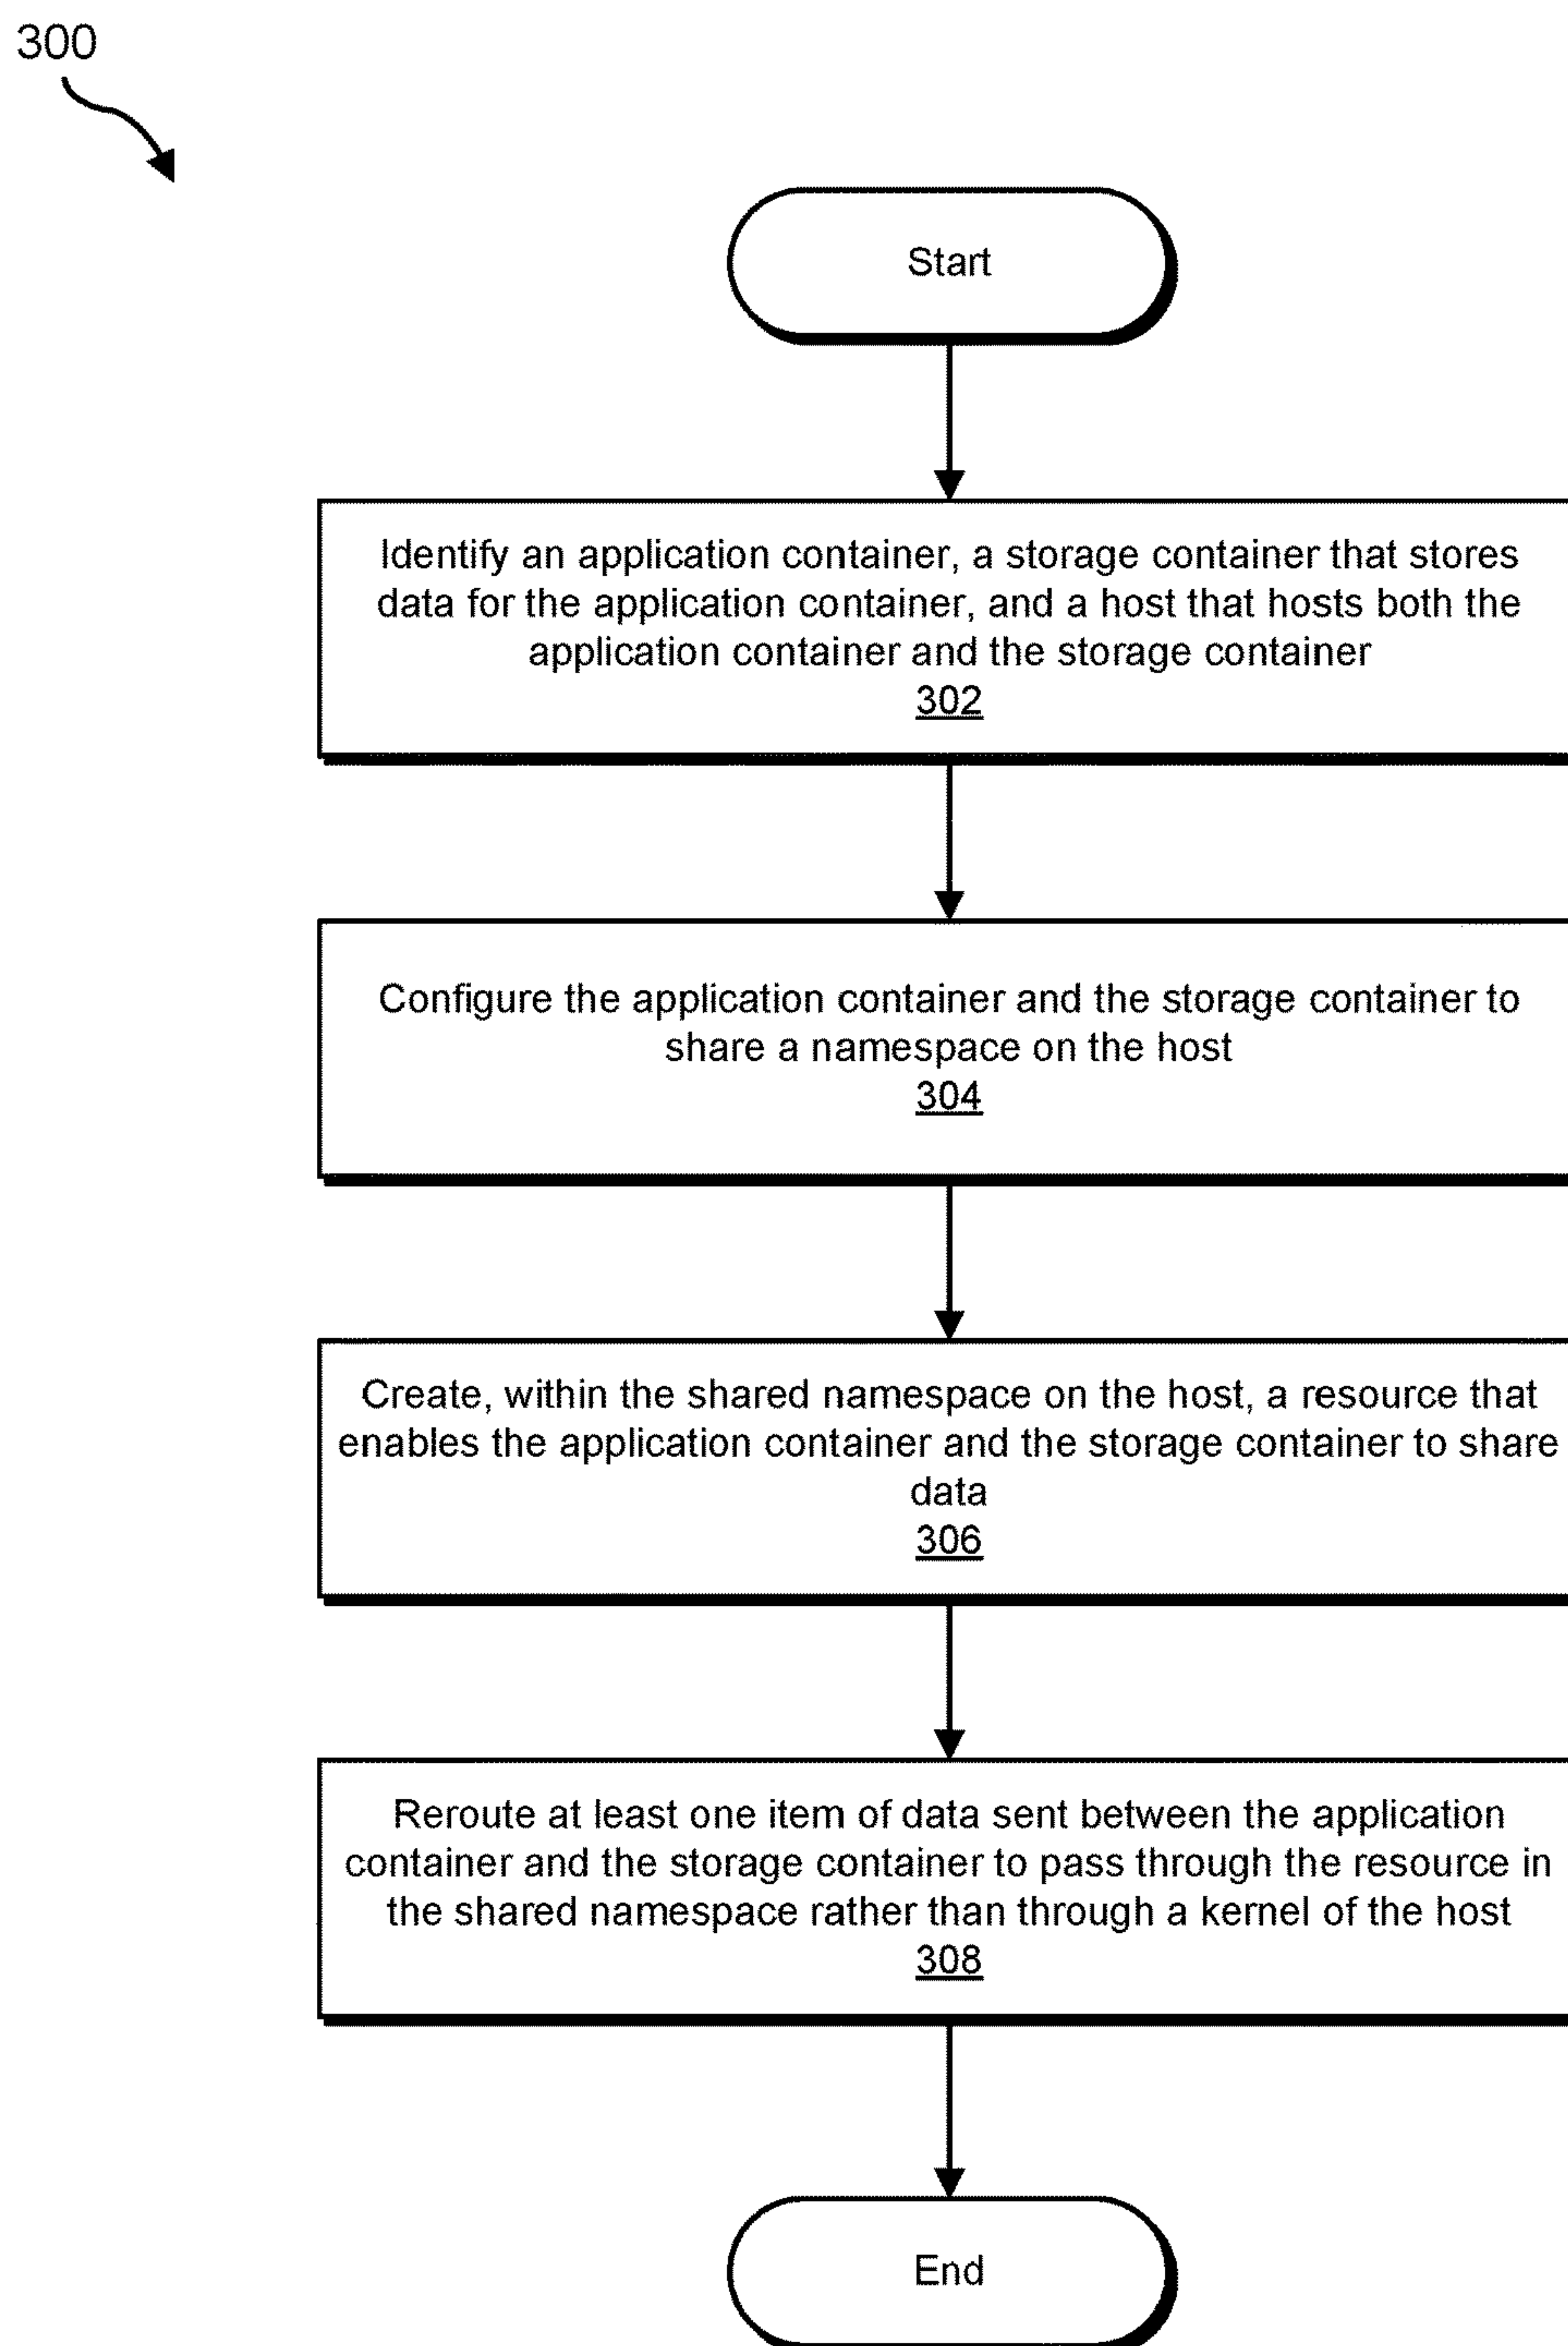 300
Start
Identify an application container, a storage container that stores
data for the application container, and a host that hosts both the
application container and the storage container
302
Configure the application container and the storage container to
share a namespace on the host
304
Create, within the shared namespace on the host, a resource that
enables the application container and the storage container to share
data
306
Reroute at least one item of data sent between the application
container and the storage container to pass through the resource in
the shared namespace rather than through a kernel of the host
308
End